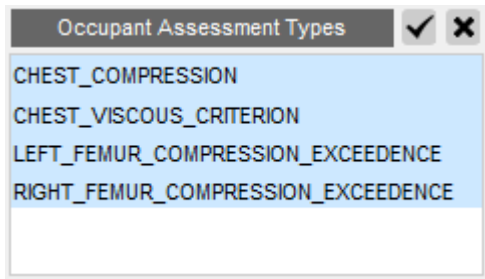 Occupant Assessment Types
CHEST_COMPRESSION
CHEST_VISCOUS_CRITERION
LEFT_FEMUR_COMPRESSION_EXCEEDENCE
RIGHT_FEMUR_COMPRESSION_EXCEEDENCE